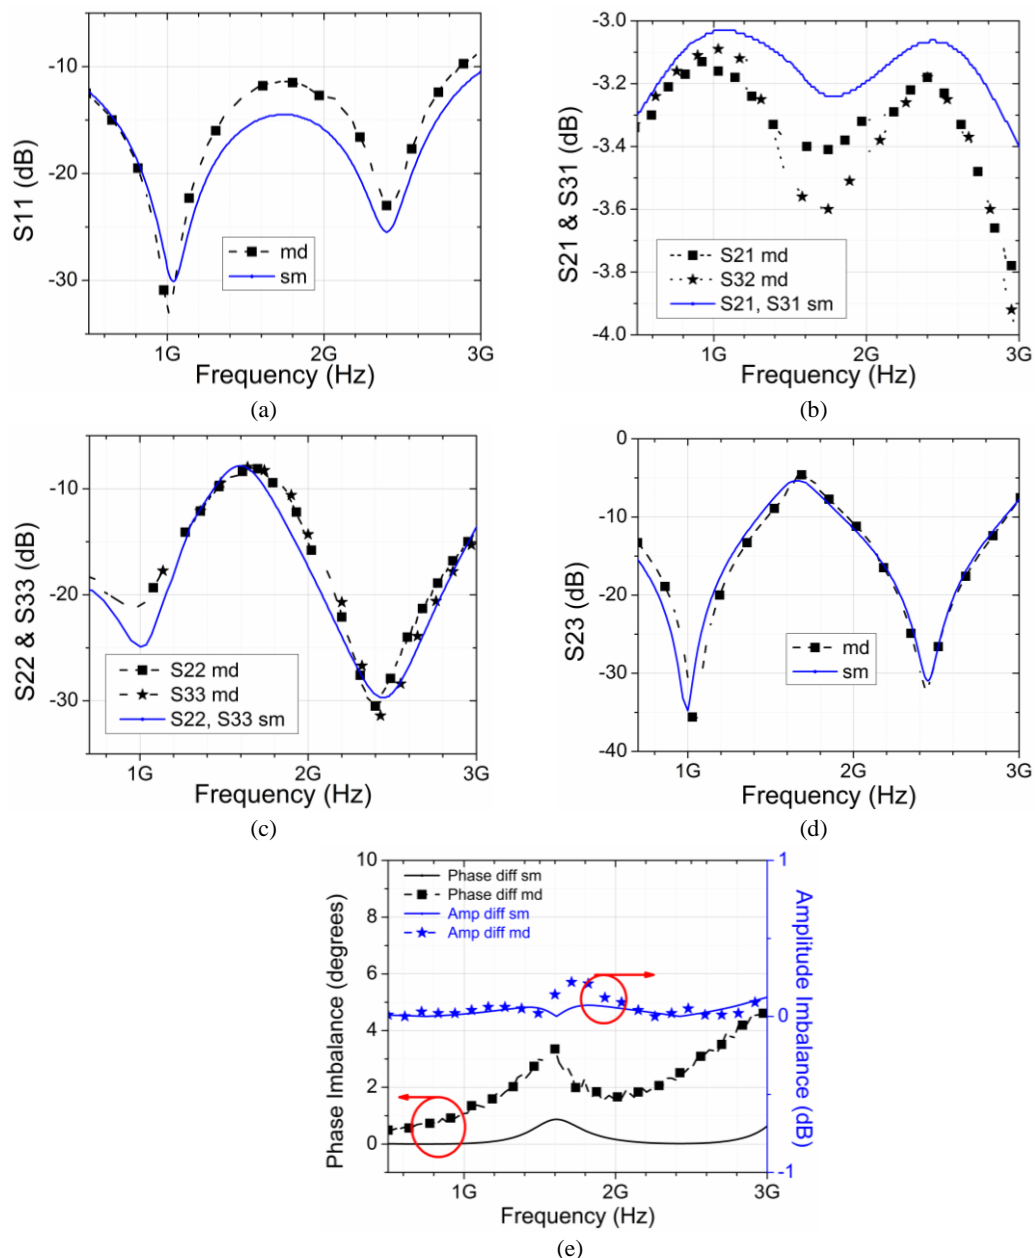 -10
-20
-30
S11 (dB)
md
sm
1G
2G
3G
Frequency (Hz)
(a)
-3.0
-3.2
-3.4
-3.6
-3.8
-4.0
S21 & S31 (dB)
S21 md
S32 md
S21, S31 sm
1G
2G
3G
Frequency (Hz)
(b)
-10
-20
-30
S22 & S33 (dB)
S22 md
S33 md
S22, S33 sm
1G
2G
3G
Frequency (Hz)
(c)
0
-10
-20
-30
-40
S23 (dB)
md
sm
1G
2G
3G
Frequency (Hz)
(d)
10
8
6
4
2
0
Phase Imbalance (degrees)
Phase diff sm
Phase diff md
Amp diff sm
Amp diff md
1
0
-1
Amplitude Imbalance (dB)
1G
2G
3G
Frequency (Hz)
(e)